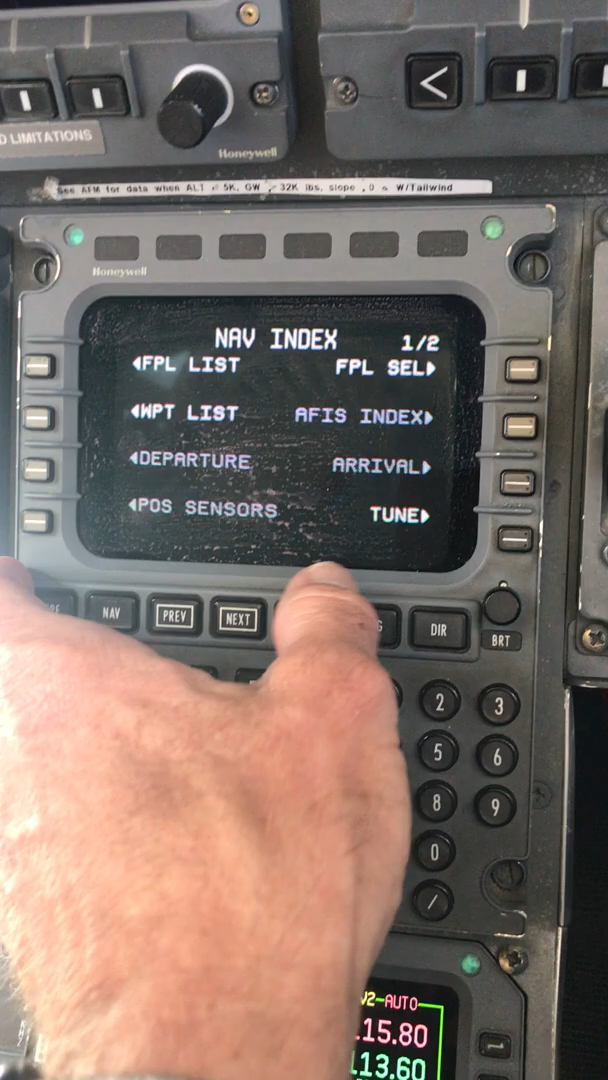 D LIMITATIONS
Honeywell
<
See AFM for data when ALT < 5K, GW > 32K lbs, slope , 0 & W/Tailwind
Honeywell
NAV INDEX 1/2
FPL LIST FPL SEL
WPT LIST AFIS INDEX
DEPARTURE ARRIVAL
POS SENSORS TUNE
NAV PREV NEXT DIR
BRT
2 3
5 6
8 9
0
/
V2-AUTO
115.80
113.60